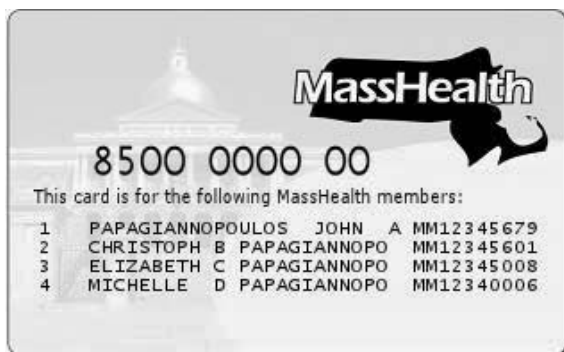 MassHealth
8500 0000 00
This card is for the following MassHealth members:
1 PAPAGIANNOPOULOS JOHN A MM12345679
2 CHRISTOPH B PAPAGIANNOPO MM12345601
3 ELIZABETH C PAPAGIANNOPO MM12345008
4 MICHELLE D PAPAGIANNOPO MM12340006